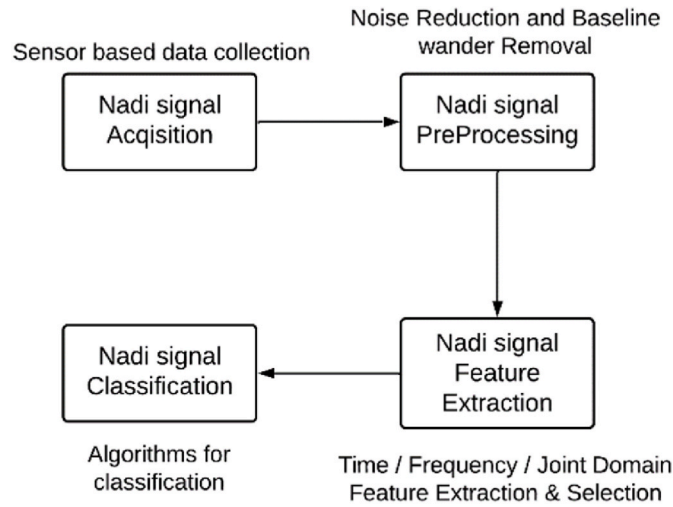 Sensor based data collection
Nadi signal
Acqisition
Noise Reduction and Baseline
wander Removal
Nadi signal
PreProcessing
Nadi signal
Feature
Extraction
Time / Frequency / Joint Domain
Feature Extraction & Selection
Nadi signal
Classification
Algorithms for
classification